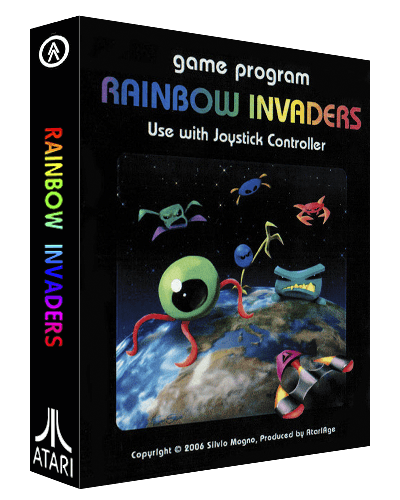 game program
RAINBOW INVADERS
Use with Joystick Controller
RAINBOW INVADERS
ATARI
Copyright © 2006 Silvio Mogno, Produced by AtariAge